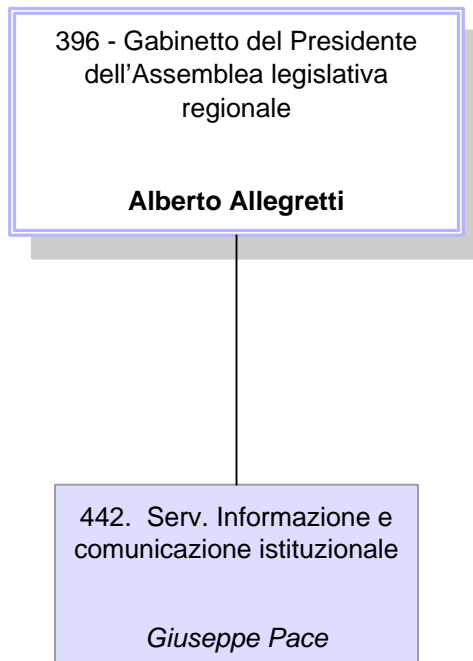 396 - Gabinetto del Presidente
dell’Assemblea legislativa
regionale
Alberto Allegretti
442.  Serv. Informazione e
comunicazione istituzionale
Giuseppe Pace